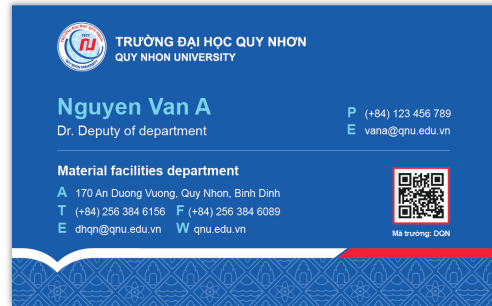 TRƯỜNG ĐẠI HỌC QUY NHƠN
QUY NHON UNIVERSITY
Nguyen Van A
Dr. Deputy of department
P (+84) 123 456 789
E vana@qnu.edu.vn
Material facilities department
A 170 An Duong Vuong, Quy Nhon, Binh Dinh
T (+84) 256 384 6156 F (+84) 256 384 6089
E dhqn@qnu.edu.vn W qnu.edu.vn
Mã trường: DQN